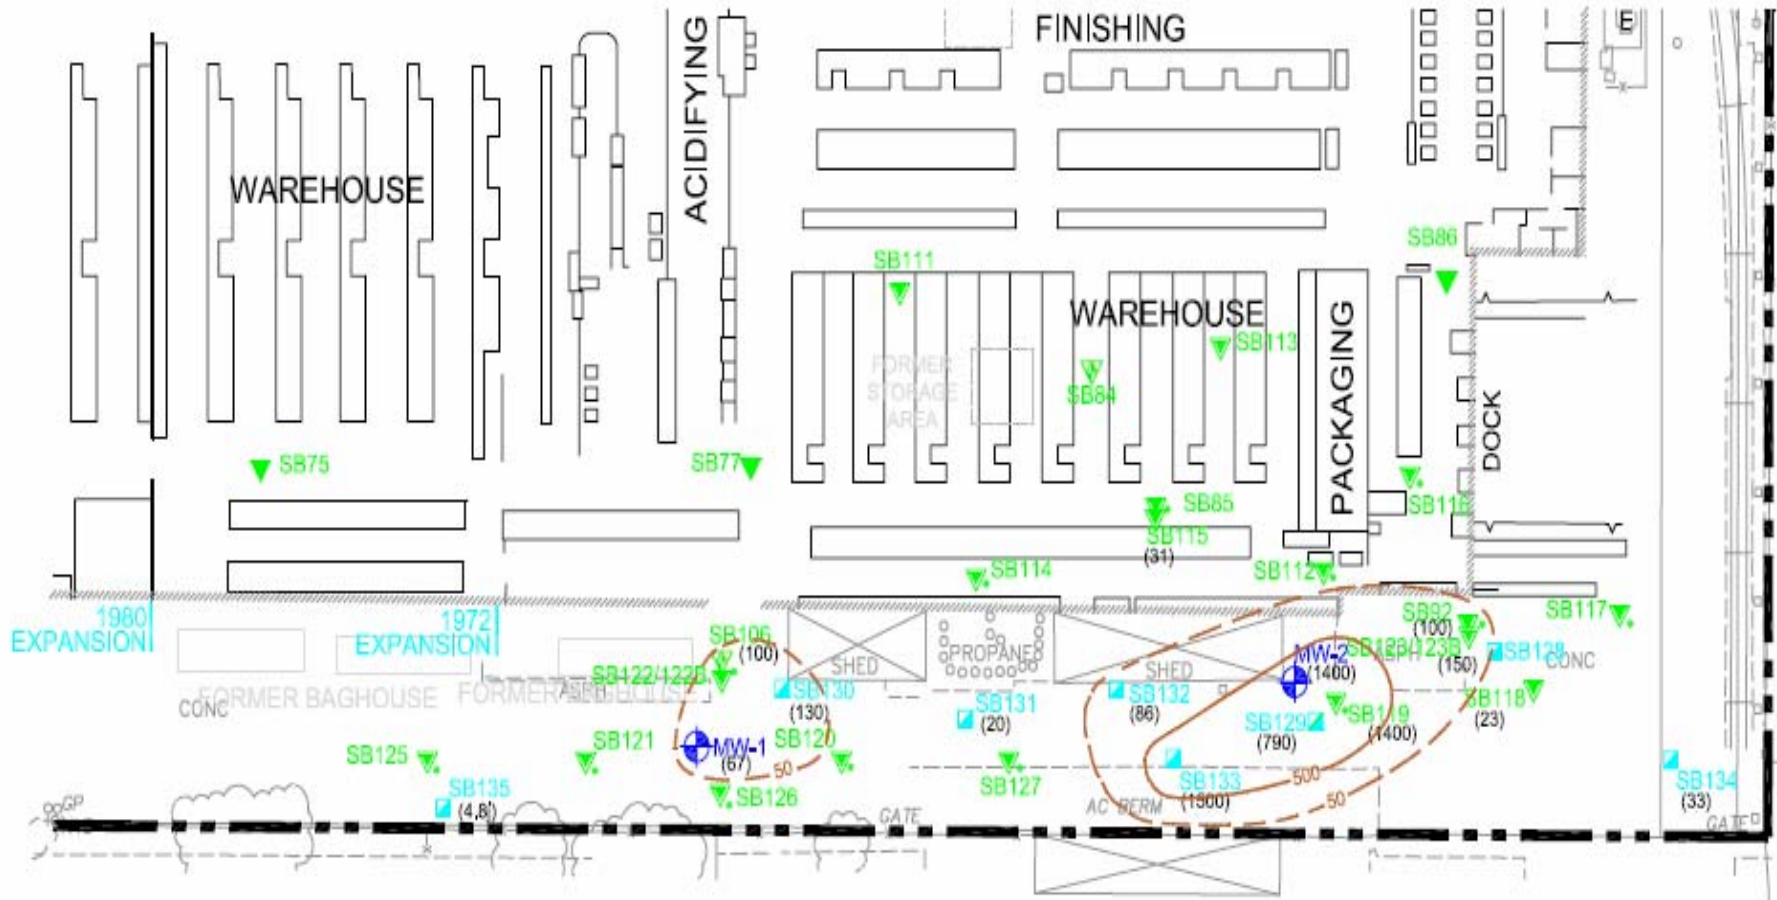 FINISHING
E
ACIDIFYING
WAREHOUSE
SB86
SB111
WAREHOUSE
SB113
PACKAGING
FORMER
STORAGE
AREA
SB84
DOCK
SB75
SB77
SB85
SB116
SB115
(31)
SB114
SB112
1980
EXPANSION
1972
EXPANSION
SB106
(100)
SB92
(100)
SB117
SB122/122B
SHED
PROPANE
SHED
MW-2
(1400)
SB123/123B
(150)
SB128
CONC
FORMER BAGHOUSE
CONC
SB130
(130)
SB131
(20)
SB132
(86)
SB129
(790)
SB119
(1400)
SB118
(23)
SB125
SB121
MW-1
(67)
SB120
50
SB127
SB133
(1500)
500
50
SB134
(33)
SB135
(4.8)
SB126
GP
GATE
AC BERM
GATE